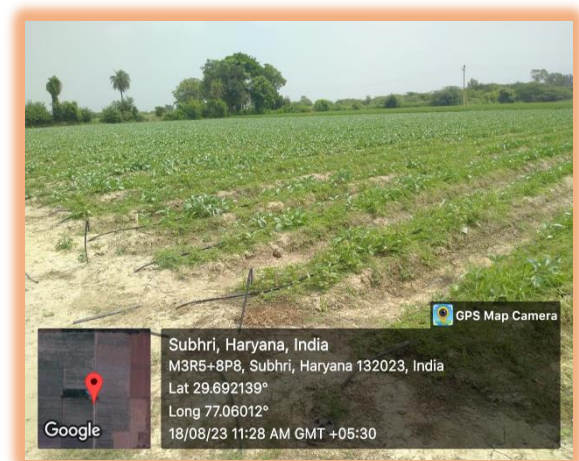 GPS Map Camera
Subhri, Haryana, India
M3R5+8P8, Subhri, Haryana 132023, India
Lat 29.692139°
Long 77.06012°
18/08/23 11:28 AM GMT +05:30
Google